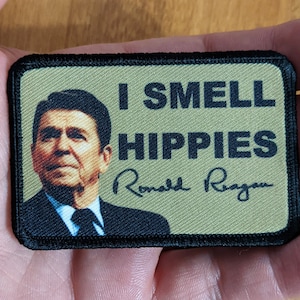 I SMELL
HIPPIES
Ronald Reagan